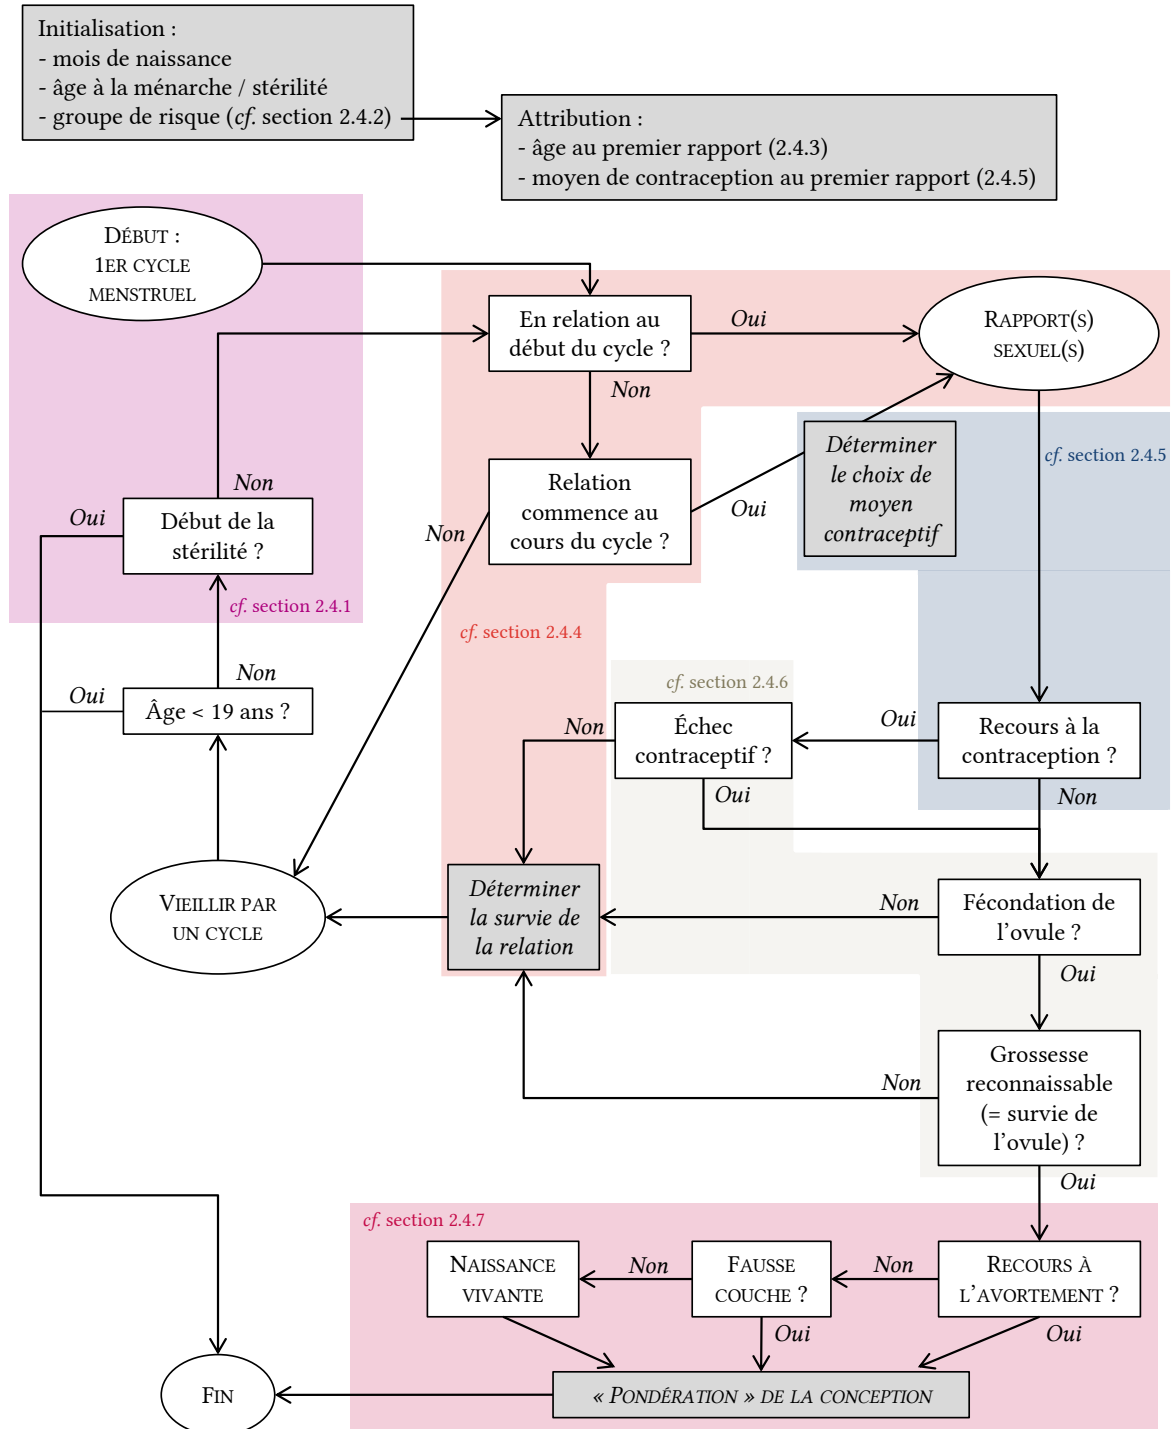 Initialisation :
- mois de naissance
- âge à la ménarche / stérilité
- groupe de risque (cf. section 2.4.2)
Attribution :
- âge au premier rapport (2.4.3)
- moyen de contraception au premier rapport (2.4.5)
DÉBUT :
1ER CYCLE
MENSTRUEL
En relation au
début du cycle ?
Oui
RAPPORT(S)
SEXUEL(S)
Non
Déterminer
le choix de
moyen
contraceptif
cf. section 2.4.5
Relation
commence au
cours du cycle ?
Oui
Non
Non
Oui
Début de la
stérilité ?
cf. section 2.4.1
cf. section 2.4.4
Non
Oui
Âge < 19 ans ?
cf. section 2.4.6
Non
Échec
contraceptif ?
Oui
Recours à la
contraception ?
Oui
Non
VIEILLIR PAR
UN CYCLE
Déterminer
la survie de
la relation
Non
Fécondation de
l'ovule ?
Oui
Non
Grossesse
reconnaissable
(= survie de
l'ovule) ?
Oui
cf. section 2.4.7
NAISSANCE
VIVANTE
Non
FAUSSE
COUCHE ?
Non
RECOURS À
L'AVORTEMENT ?
Oui
Oui
FIN
« PONDÉRATION » DE LA CONCEPTION